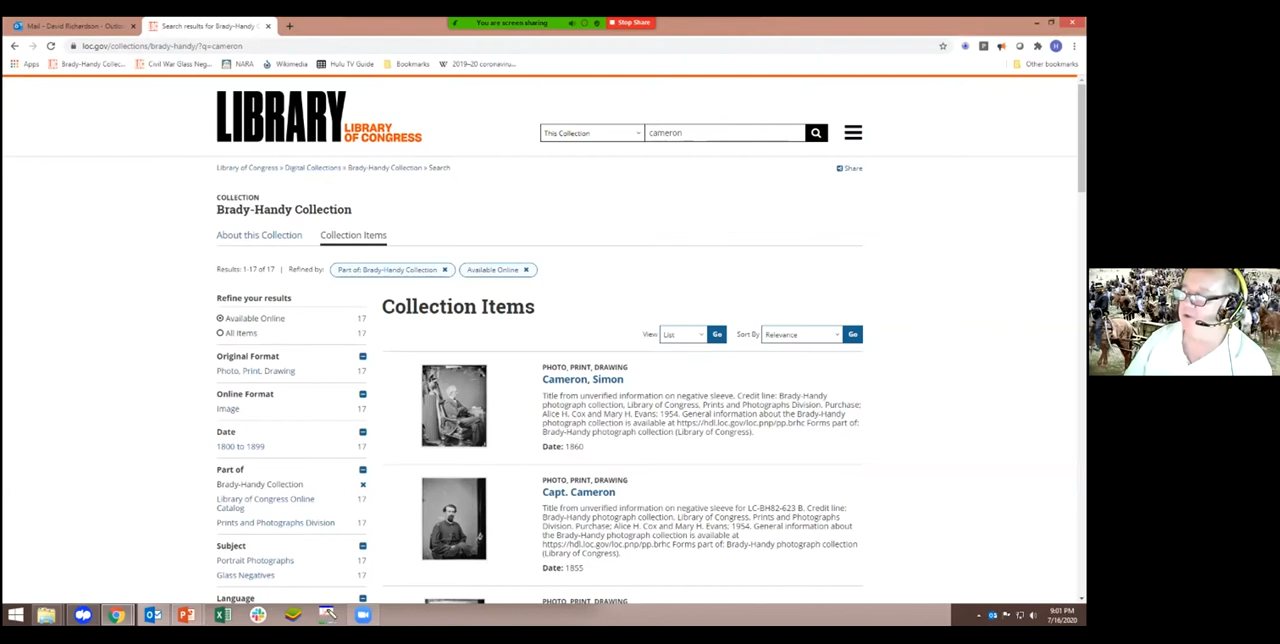 Mail - David Richardson - Outlo
Search results for Brady-Handy C
You are screen sharing
Stop Share
loc.gov/collections/brady-handy/?q=cameron
Apps
Brady-Handy Collec...
Civil War Glass Neg...
NARA
Wikimedia
Hulu TV Guide
Bookmarks
2019–20 coronaviru...
Other bookmarks
LIBRARY
LIBRARY
OF CONGRESS
This Collection
cameron
Library of Congress » Digital Collections » Brady-Handy Collection » Search
Share
COLLECTION
Brady-Handy Collection
About this Collection
Collection Items
Results: 1-17 of 17 | Refined by:
Part of: Brady-Handy Collection
Available Online
Refine your results
Available Online 17
All Items 17
Original Format
Photo, Print, Drawing 17
Online Format
Image 17
Date
1800 to 1899 17
Part of
Brady-Handy Collection
Library of Congress Online 17
Catalog
Prints and Photographs Division 17
Subject
Portrait Photographs 17
Glass Negatives 17
Language
Collection Items
View List Go Sort By Relevance Go
PHOTO, PRINT, DRAWING
Cameron, Simon
Title from unverified information on negative sleeve. Credit line: Brady-Handy
photograph collection, Library of Congress, Prints and Photographs Division. Purchase;
Alice H. Cox and Mary H. Evans; 1954. General information about the Brady-Handy
photograph collection is available at https://hdl.loc.gov/loc.pnp/pp.brhc Forms part of:
Brady-Handy photograph collection (Library of Congress).
Date: 1860
PHOTO, PRINT, DRAWING
Capt. Cameron
Title from unverified information on negative sleeve for LC-BH82-623 B. Credit line:
Brady-Handy photograph collection. Library of Congress. Prints and Photographs
Division. Purchase; Alice H. Cox and Mary H. Evans; 1954. General information about
the Brady-Handy photograph collection is available at
https://hdl.loc.gov/loc.pnp/pp.brhc Forms part of: Brady-Handy photograph collection
(Library of Congress).
Date: 1855
PHOTO, PRINT, DRAWING
9:01 PM
7/16/2020